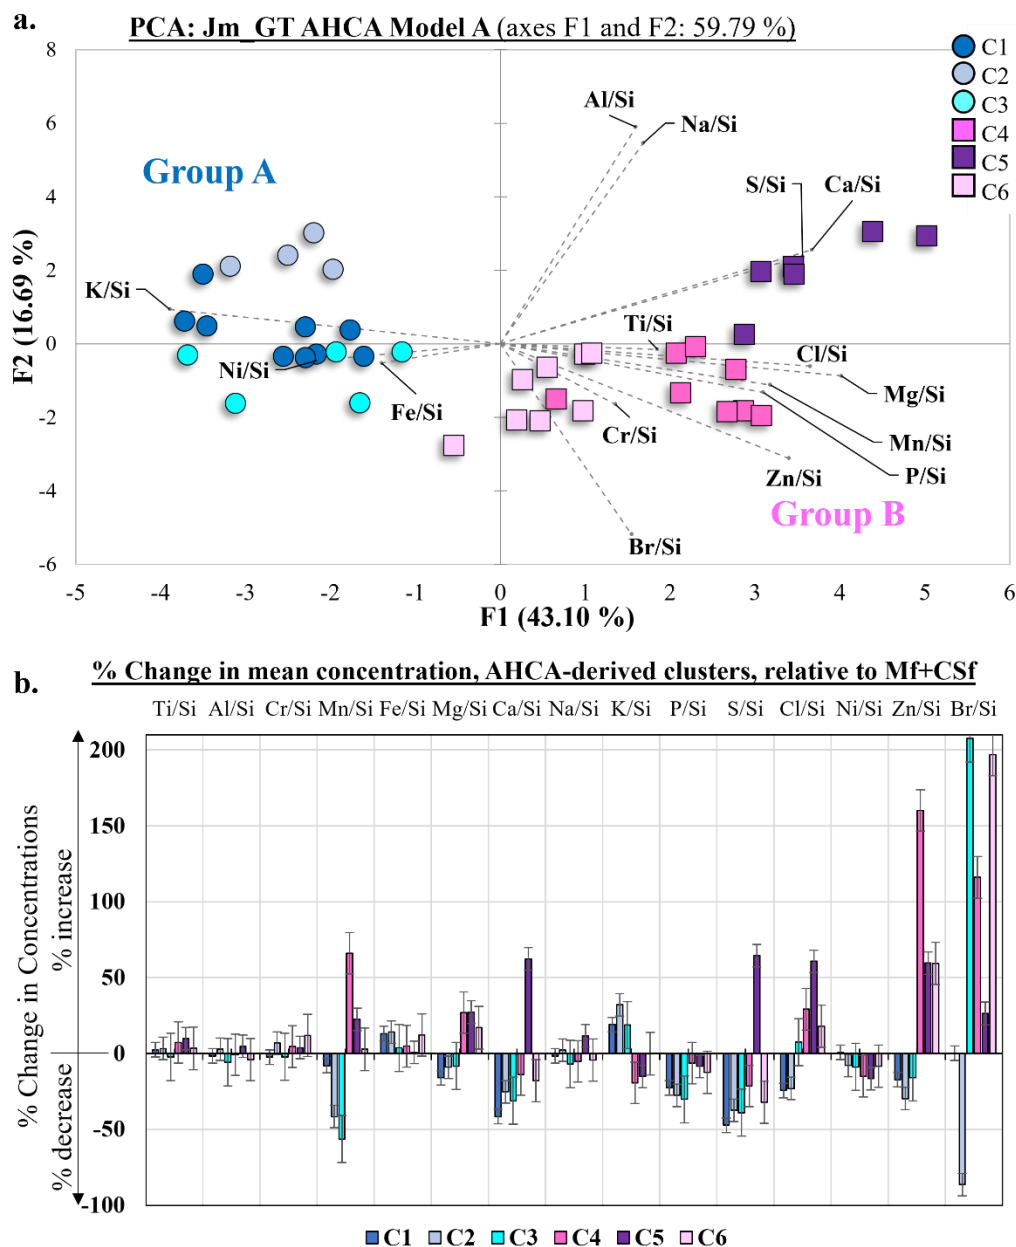 a.
PCA: Jm_GT AHCA Model A (axes F1 and F2: 59.79 %)
8
6
4
2
0
-2
-4
-6
F2 (16.69 %)
-5 -4 -3 -2 -1 0 1 2 3 4 5 6
F1 (43.10 %)
C1
C2
C3
C4
C5
C6
Group A
Group B
Al/Si
Na/Si
S/Si
Ca/Si
K/Si
Ti/Si
Cl/Si
Ni/Si
Fe/Si
Mg/Si
Cr/Si
Mn/Si
Zn/Si
P/Si
Br/Si
b.
% Change in mean concentration, AHCA-derived clusters, relative to Mf+CSf
Ti/Si Al/Si Cr/Si Mn/Si Fe/Si Mg/Si Ca/Si Na/Si K/Si P/Si S/Si Cl/Si Ni/Si Zn/Si Br/Si
% Change in Concentrations
% decrease % increase
200
150
100
50
0
-50
-100
C1 C2 C3 C4 C5 C6